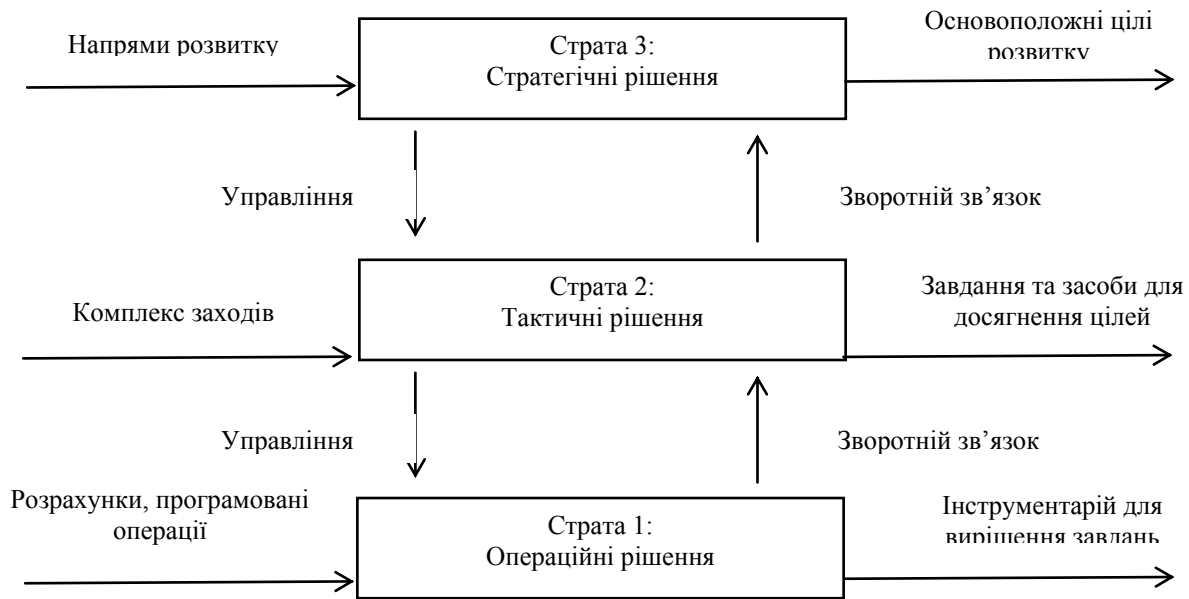 Напрями розвитку
Страта 3:
Стратегічні рішення
Основоположні цілі
розвитку
Управління
Зворотній зв’язок
Комплекс заходів
Страта 2:
Тактичні рішення
Завдання та засоби для
досягнення цілей
Управління
Зворотній зв’язок
Розрахунки, програмовані
операції
Страта 1:
Операційні рішення
Інструментарій для
вирішення завдань